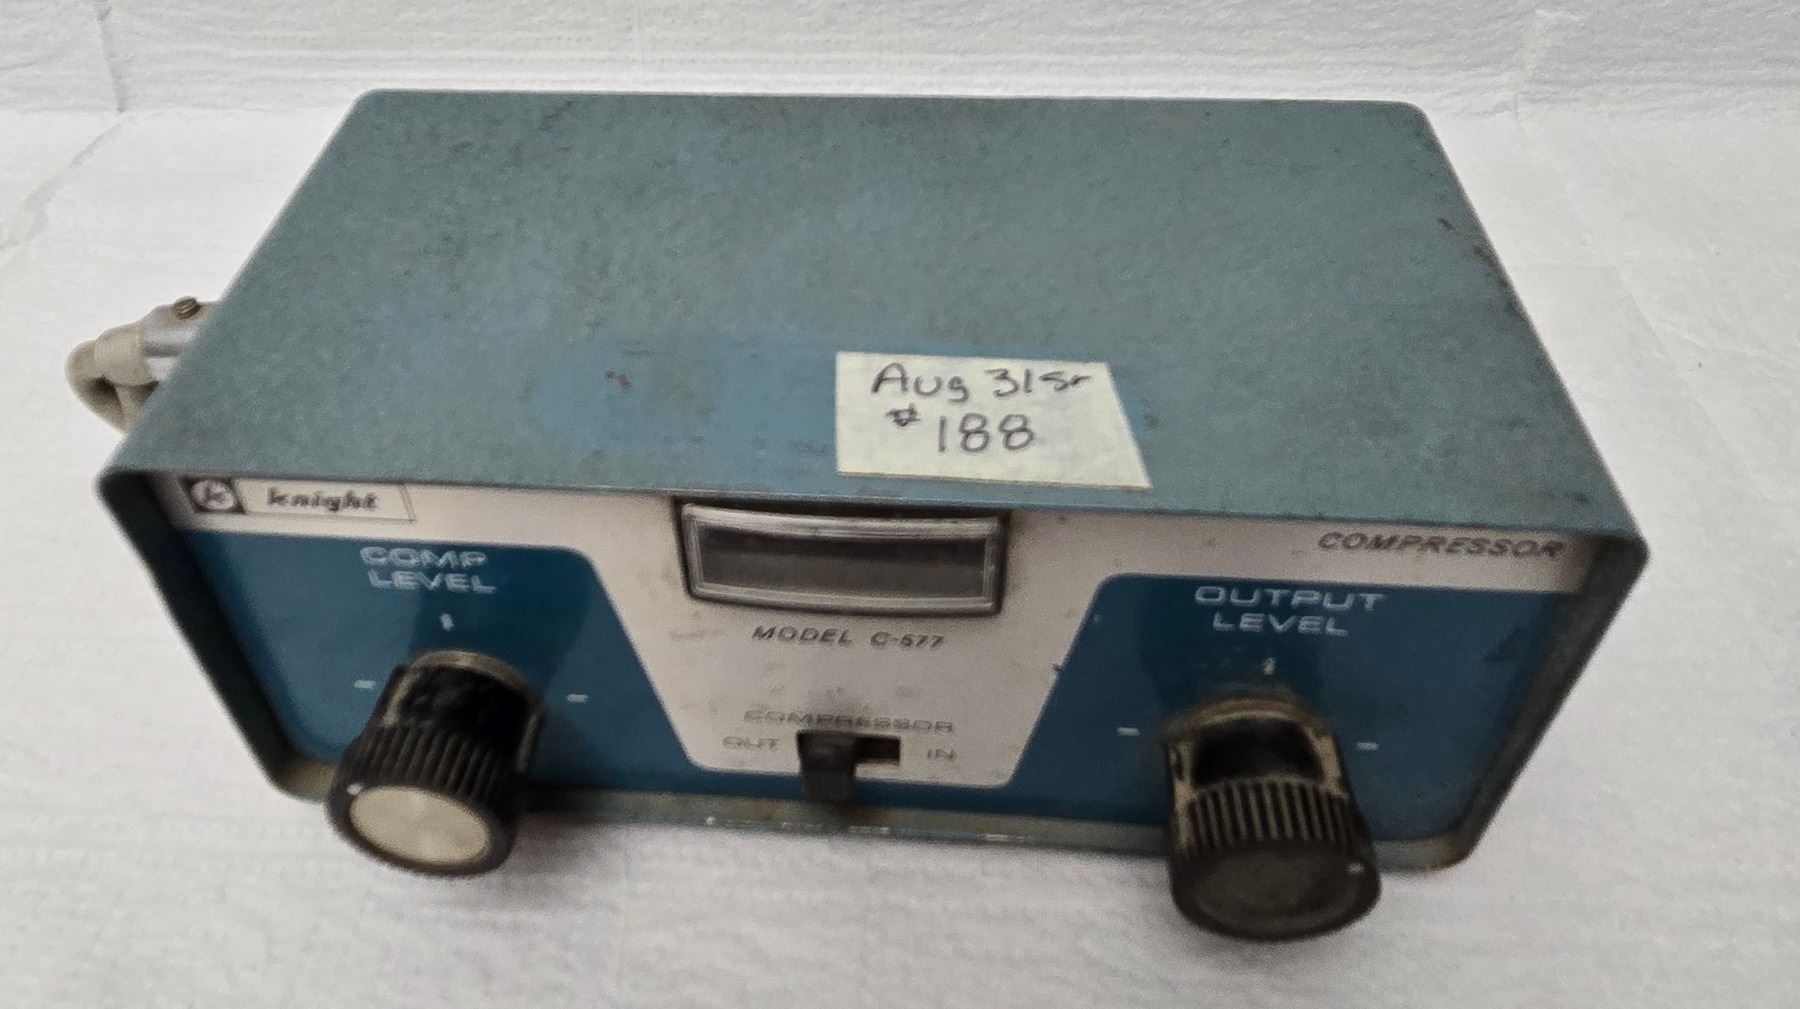 Aug 31st
# 188
k knight
COMPRESSOR
COMP
LEVEL
OUTPUT
LEVEL
MODEL C-577
COMPRESSOR
OUT
IN